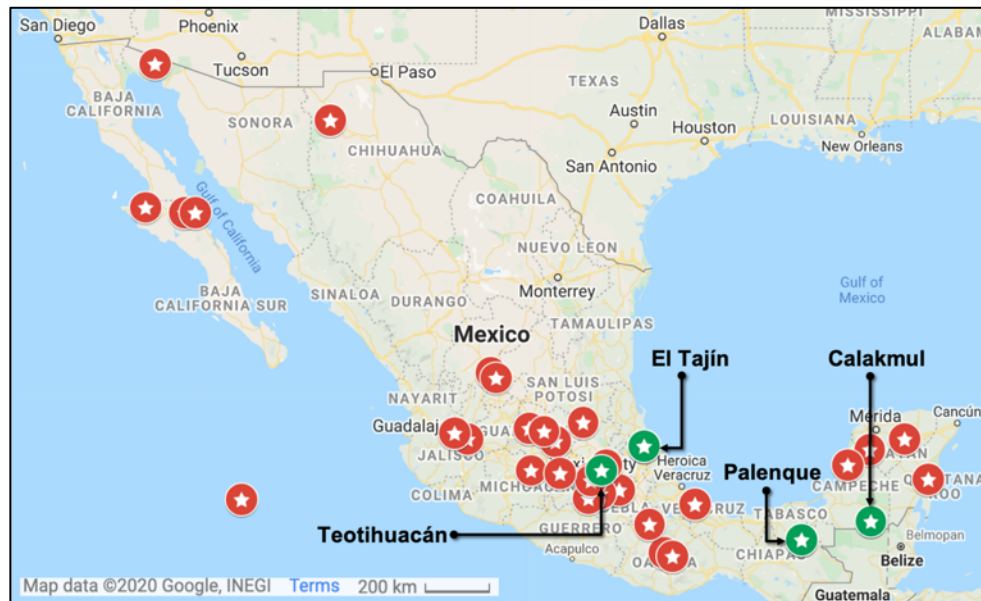 San Diego
Phoenix
Tucson
El Paso
Dallas
MISSISSIPPI
ALABAM
BAJA
CALIFORNIA
SONORA
CHIHUAHUA
TEXAS
Austin
Houston
San Antonio
LOUISIANA
New Orleans
Gulf of California
COAHUILA
NUEVO LEON
Monterrey
BAJA
CALIFORNIA SUR
SINALOA
DURANGO
TAMAULIPAS
Gulf of
Mexico
Mexico
El Tajín
Calakmul
NAYARIT
SAN LUIS
POTOSI
Guadalaj
JALISCO
COLIMA
MICHOAC
Heroica
Veracruz
Palenque
Mérida
Cancún
CAMPECHE
ROO
TABASCO
Teotihuacán
GUERRERO
Acapulco
CHIAPAS
Belmopan
Belize
Guatemala
Map data ©2020 Google, INEGI
Terms
200 km